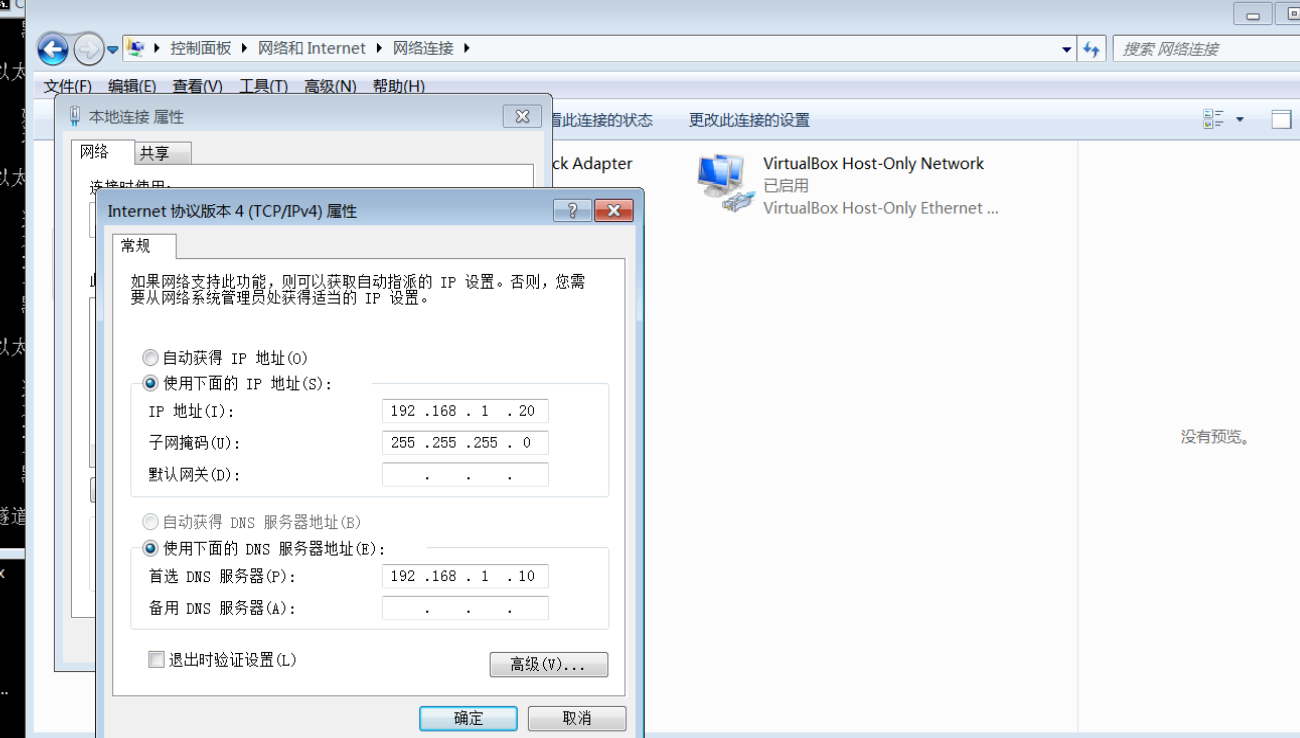 控制面板 网络和 Internet 网络连接
搜索 网络连接
文件(F) 编辑(E) 查看(V) 工具(T) 高级(N) 帮助(H)
本地连接 属性
看此连接的状态 更改此连接的设置
网络 共享
连接时使用:
ck Adapter
VirtualBox Host-Only Network
已启用
VirtualBox Host-Only Ethernet ...
Internet 协议版本 4 (TCP/IPv4) 属性
常规
如果网络支持此功能,则可以获取自动指派的 IP 设置。否则,您需
要从网络系统管理员处获得适当的 IP 设置。
自动获得 IP 地址(O)
使用下面的 IP 地址(S):
IP 地址(I): 192 .168 . 1 . 20
子网掩码(U): 255 .255 .255 . 0
默认网关(D): . . .
自动获得 DNS 服务器地址(B)
使用下面的 DNS 服务器地址(E):
首选 DNS 服务器(P): 192 .168 . 1 . 10
备用 DNS 服务器(A): . . .
退出时验证设置(L)
高级(V)...
确定 取消
没有预览。
以太
以太
以太
隧道